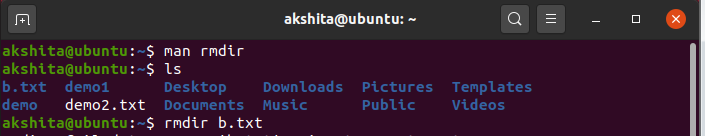 akshita@ubuntu: ~
akshita@ubuntu:~$ man rmdir
akshita@ubuntu:~$ ls
b.txt demo1 Desktop Downloads Pictures Templates
demo demo2.txt Documents Music Public Videos
akshita@ubuntu:~$ rmdir b.txt